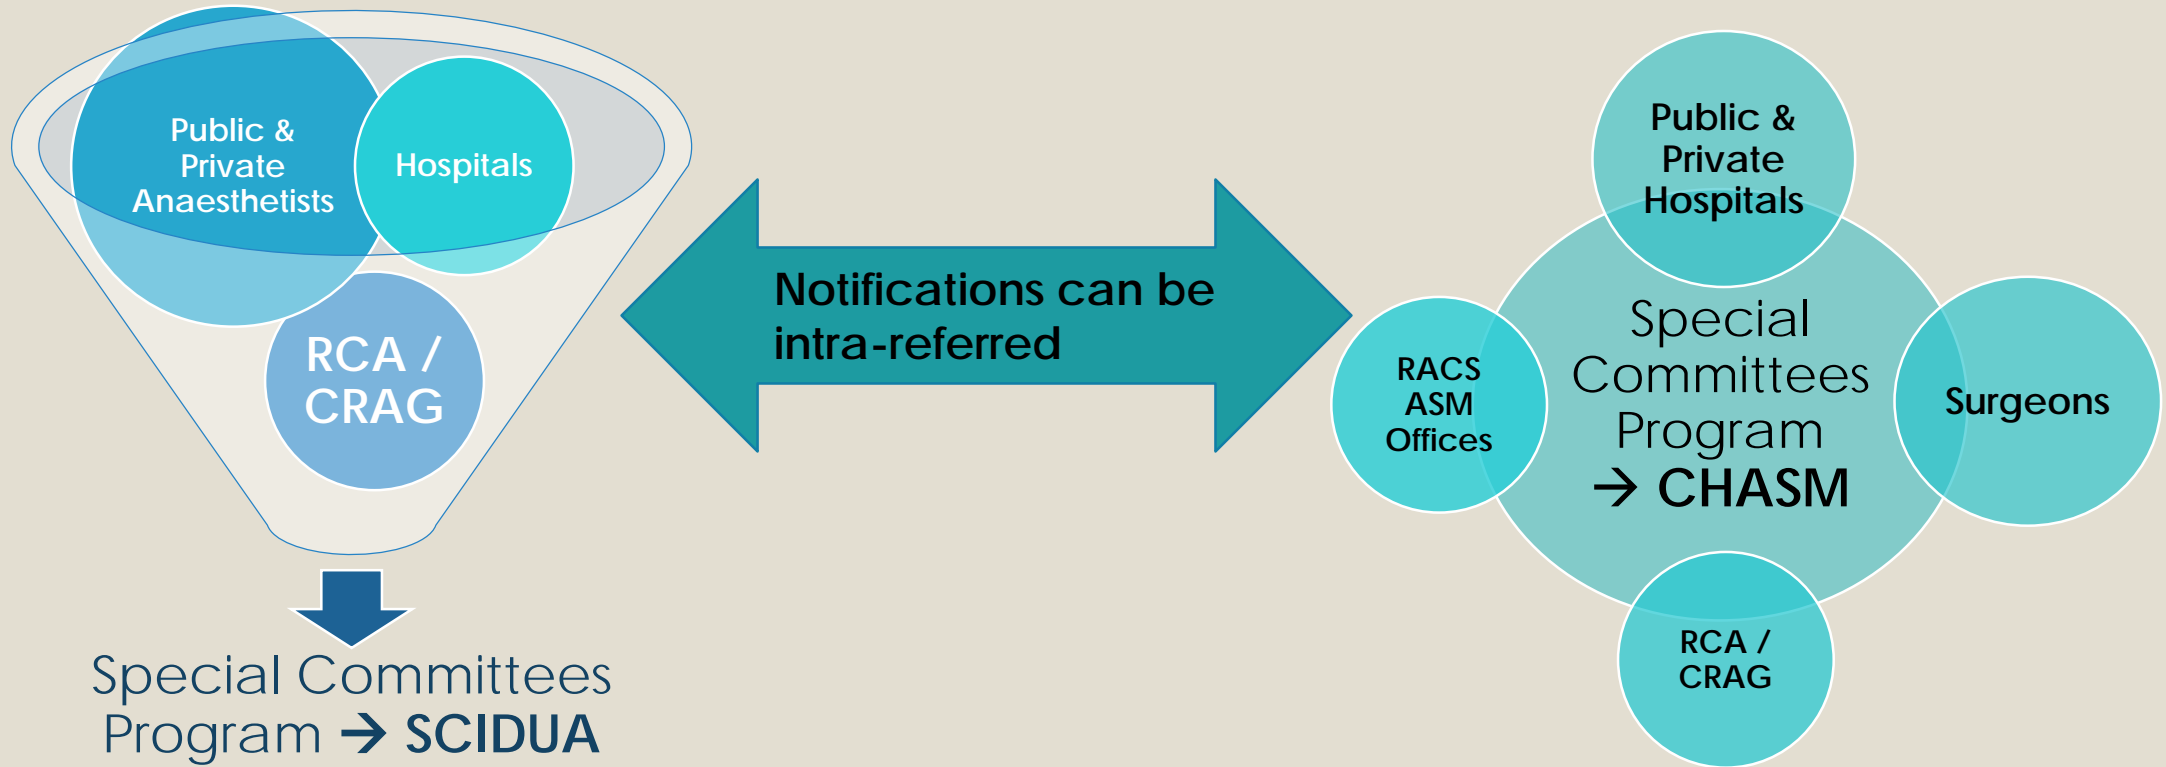 Public &
Private
Anaesthetists
Hospitals
RCA /
CRAG
Special Committees
Program → SCIDUA
Notifications can be
intra-referred
Public &
Private
Hospitals
RACS
ASM
Offices
Special
Committees
Program
→ CHASM
Surgeons
RCA /
CRAG